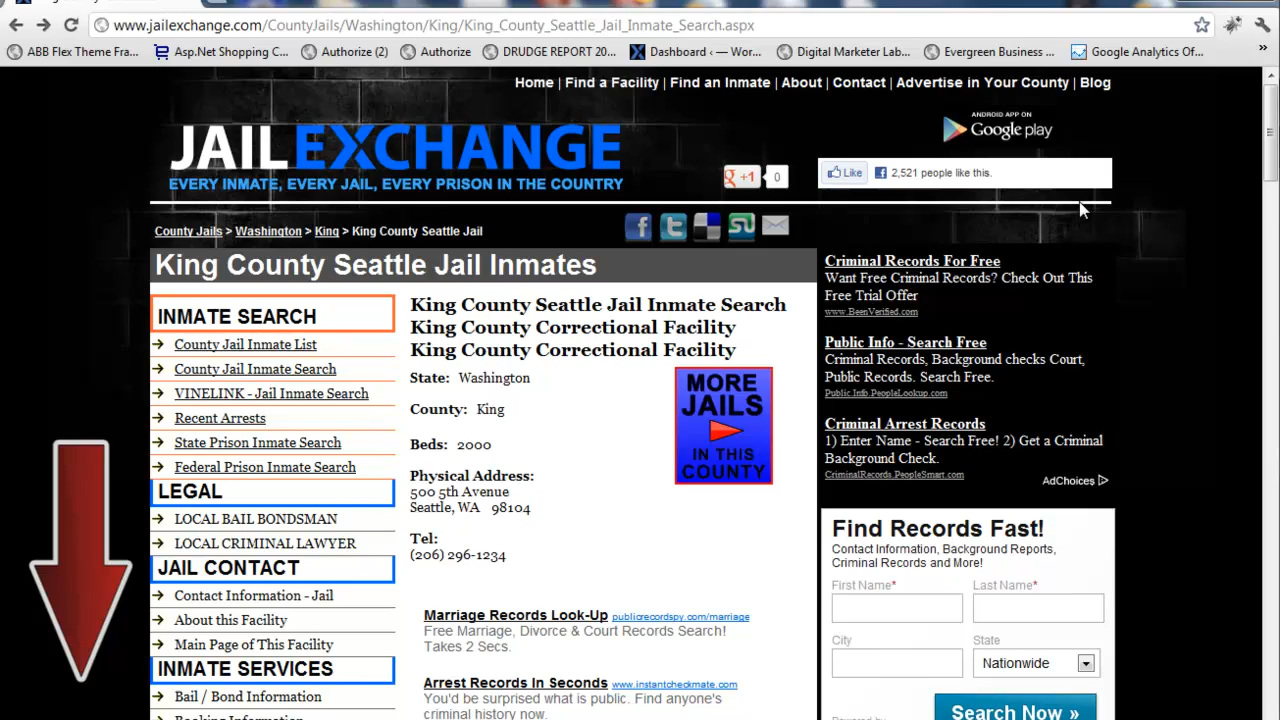 www.jailexchange.com/CountyJails/Washington/King/King_County_Seattle_Jail_Inmate_Search.aspx
ABB Flex Theme Fra... Asp.Net Shopping C... Authorize (2) Authorize DRUDGE REPORT 20... Dashboard ‹ — Wor... Digital Marketer Lab... Evergreen Business ... Google Analytics Of... »
Home | Find a Facility | Find an Inmate | About | Contact | Advertise in Your County | Blog
ANDROID APP ON
Google play
JAILEXCHANGE
EVERY INMATE, EVERY JAIL, EVERY PRISON IN THE COUNTRY
g +1 0
Like f 2,521 people like this.
County Jails > Washington > King > King County Seattle Jail
King County Seattle Jail Inmates
INMATE SEARCH
County Jail Inmate List
County Jail Inmate Search
VINELINK - Jail Inmate Search
Recent Arrests
State Prison Inmate Search
Federal Prison Inmate Search
LEGAL
LOCAL BAIL BONDSMAN
LOCAL CRIMINAL LAWYER
JAIL CONTACT
Contact Information - Jail
About this Facility
Main Page of This Facility
INMATE SERVICES
Bail / Bond Information
Booking Information
King County Seattle Jail Inmate Search
King County Correctional Facility
King County Correctional Facility
State: Washington
County: King
Beds: 2000
Physical Address:
500 5th Avenue
Seattle, WA 98104
Tel:
(206) 296-1234
MORE
JAILS
IN THIS
COUNTY
Marriage Records Look-Up publicrecordspy.com/marriage
Free Marriage, Divorce & Court Records Search!
Takes 2 Secs.
Arrest Records In Seconds www.instantcheckmate.com
You'd be surprised what is public. Find anyone's
criminal history now.
Criminal Records For Free
Want Free Criminal Records? Check Out This
Free Trial Offer
www.BeenVerified.com
Public Info - Search Free
Criminal Records, Background checks Court,
Public Records. Search Free.
Public.Info.PeopleLookup.com
Criminal Arrest Records
1) Enter Name - Search Free! 2) Get a Criminal
Background Check.
CriminalRecords.PeopleSmart.com
AdChoices
Find Records Fast!
Contact Information, Background Reports,
Criminal Records and More!
First Name* Last Name*
City State
Nationwide
Search Now »
Powered by